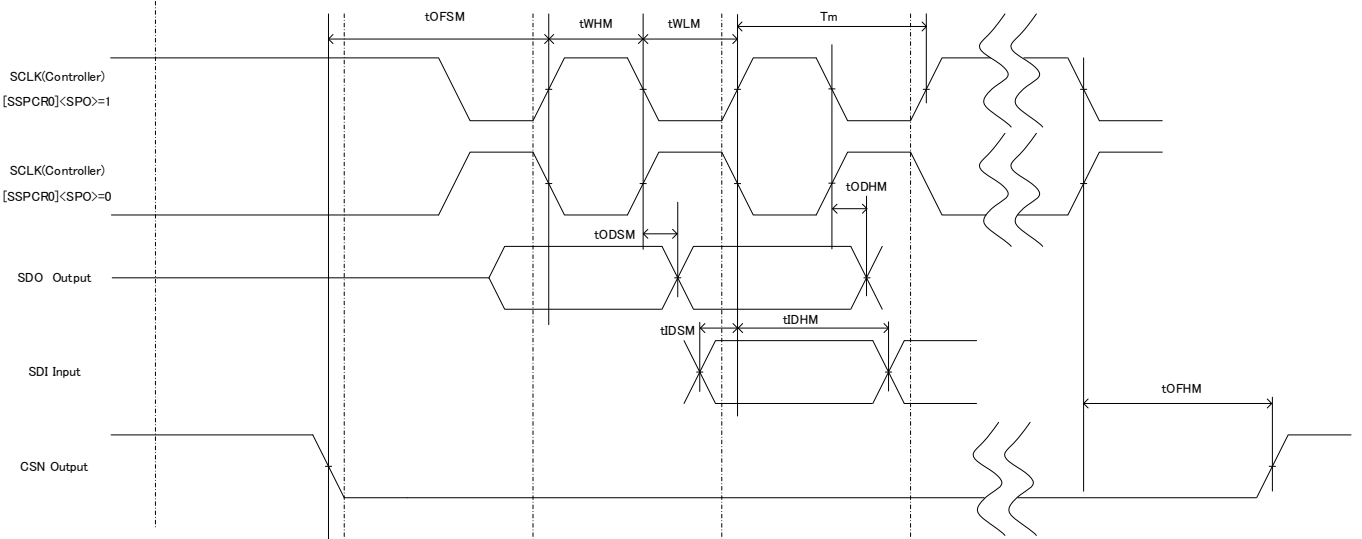 tOFSM
tWHM
tWLM
Tm
SCLK(Controller)
[SSPCR0]<SPO>=1
SCLK(Controller)
[SSPCR0]<SPO>=0
tODHM
tODSM
SDO Output
tIDSM
tIDHM
SDI Input
tOFHM
CSN Output